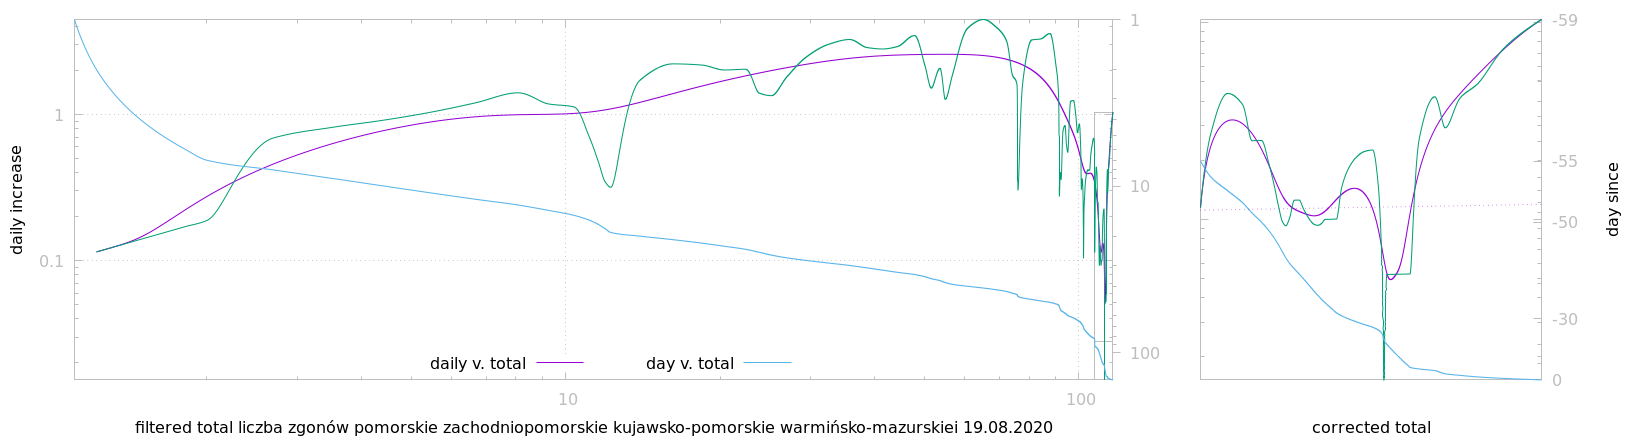 1
0.1
daily increase
daily v. total
day v. total
10
100
filtered total liczba zgonów pomorskie zachodniopomorskie kujawsko-pomorskie warmińsko-mazurskiei 19.08.2020
1
10
100
-59
-55
-50
-30
0
day since
corrected total